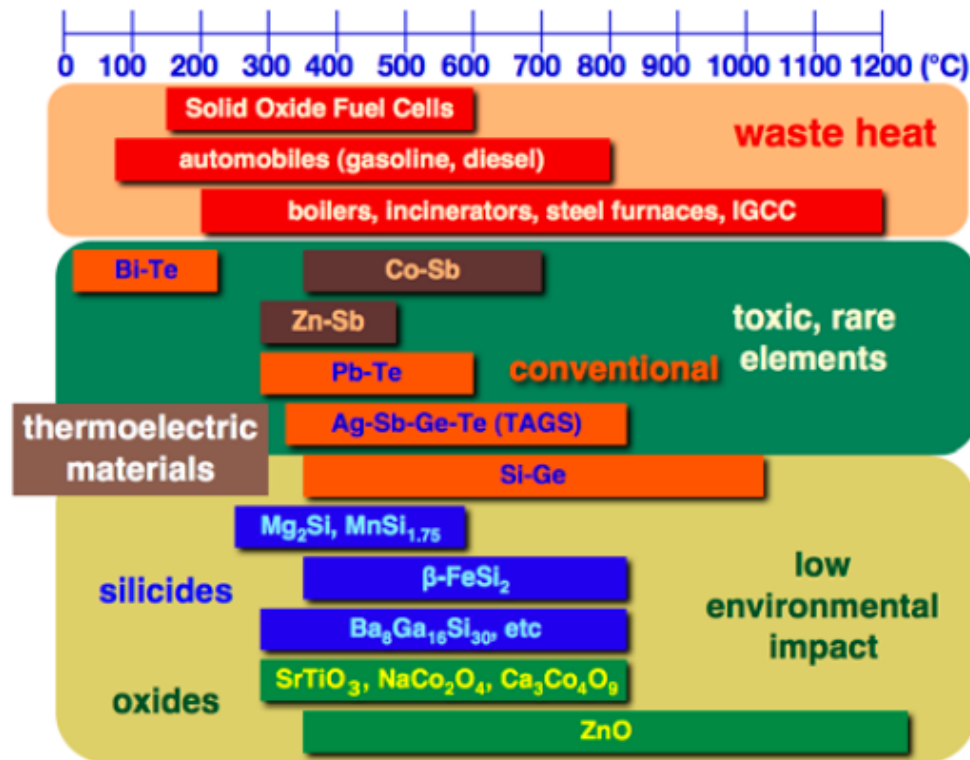 0 100 200 300 400 500 600 700 800 900 1000 1100 1200 (°C)
Solid Oxide Fuel Cells
waste heat
automobiles (gasoline, diesel)
boilers, incinerators, steel furnaces, IGCC
Bi-Te
Co-Sb
Zn-Sb
toxic, rare
elements
Pb-Te
conventional
thermoelectric
materials
Ag-Sb-Ge-Te (TAGS)
Si-Ge
Mg₂Si, MnSi₁.₇₅
silicides
β-FeSi₂
low
environmental
impact
Ba₈Ga₁₆Si₃₀, etc
oxides
SrTiO₃, NaCo₂O₄, Ca₃Co₄O₉
ZnO